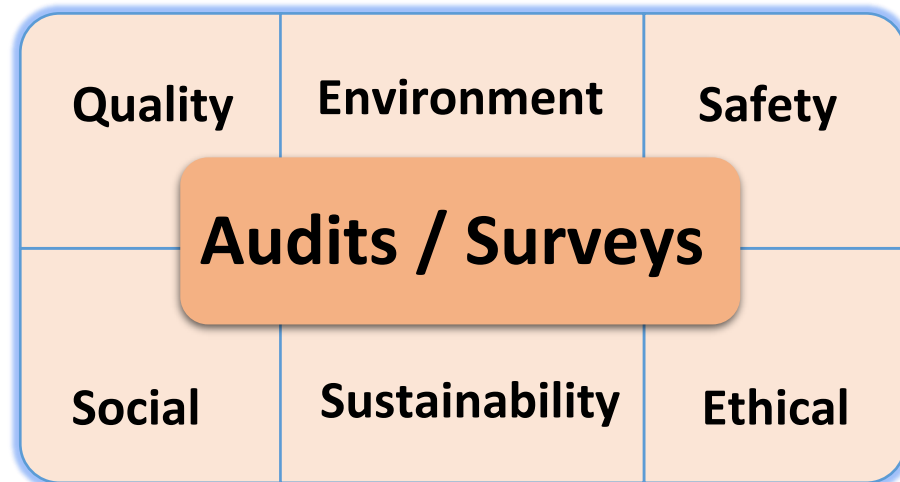 Quality
Environment
Safety
Audits / Surveys
Social
Sustainability
Ethical